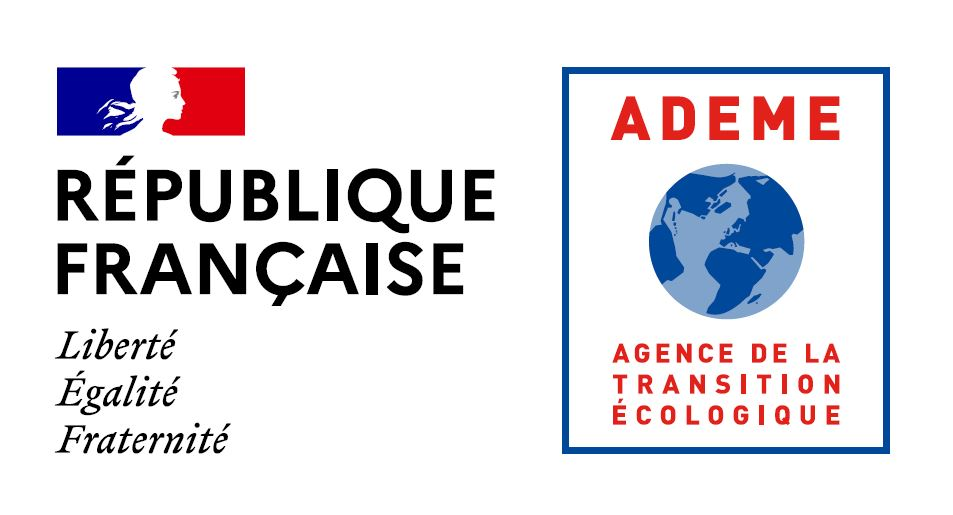 RÉPUBLIQUE
FRANÇAISE
Liberté
Égalité
Fraternité
ADEME
AGENCE DE LA
TRANSITION
ÉCOLOGIQUE